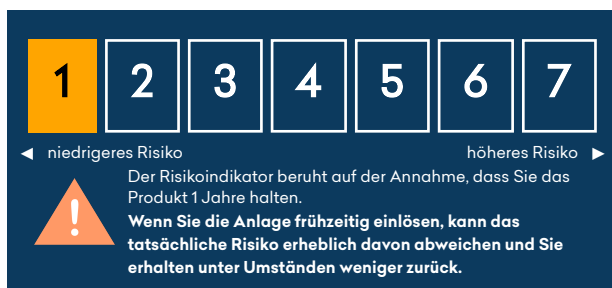 1 2 3 4 5 6 7
◄ niedrigeres Risiko höheres Risiko ►
Der Risikoindikator beruht auf der Annahme, dass Sie das
Produkt 1 Jahre halten.
Wenn Sie die Anlage frühzeitig einlösen, kann das
tatsächliche Risiko erheblich davon abweichen und Sie
erhalten unter Umständen weniger zurück.
!